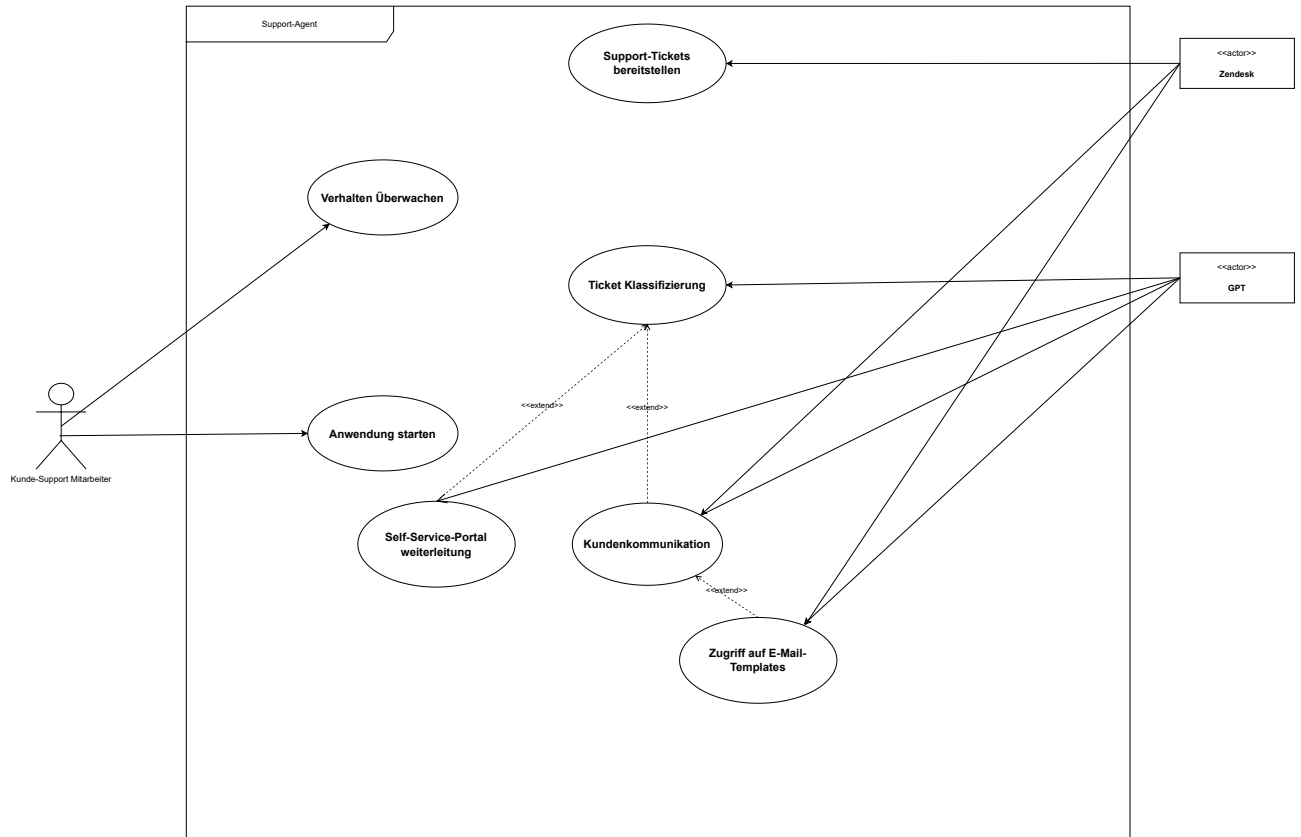 Support-Agent
Support-Tickets
bereitstellen
<<actor>>
Zendesk
Verhalten Überwachen
<<actor>>
GPT
Ticket Klassifizierung
<<extend>>
<<extend>>
Anwendung starten
Kunde-Support Mitarbeiter
Self-Service-Portal
weiterleitung
Kundenkommunikation
<<extend>>
Zugriff auf E-Mail-
Templates